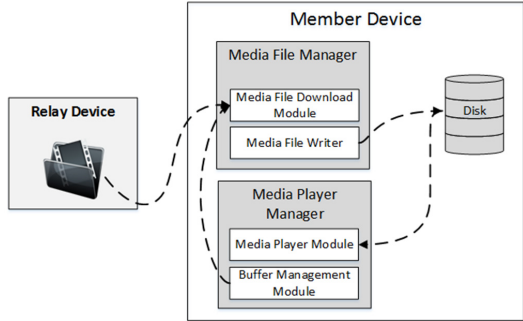 Member Device
Media File Manager
Media File Download
Module
Media File Writer
Relay Device
Disk
Media Player
Manager
Media Player Module
Buffer Management
Module